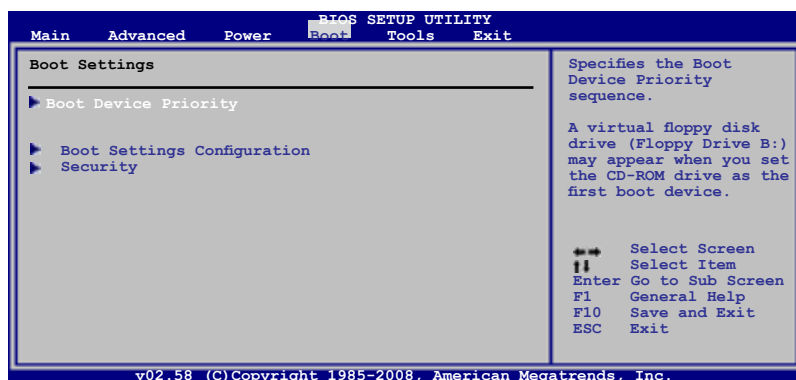 BIOS SETUP UTILITY
Main Advanced Power Boot Tools Exit
Boot Settings
Boot Device Priority
Boot Settings Configuration
Security
Specifies the Boot
Device Priority
sequence.
A virtual floppy disk
drive (Floppy Drive B:)
may appear when you set
the CD-ROM drive as the
first boot device.
Select Screen
Select Item
Enter Go to Sub Screen
F1 General Help
F10 Save and Exit
ESC Exit
v02.58 (C)Copyright 1985-2008, American Megatrends, Inc.